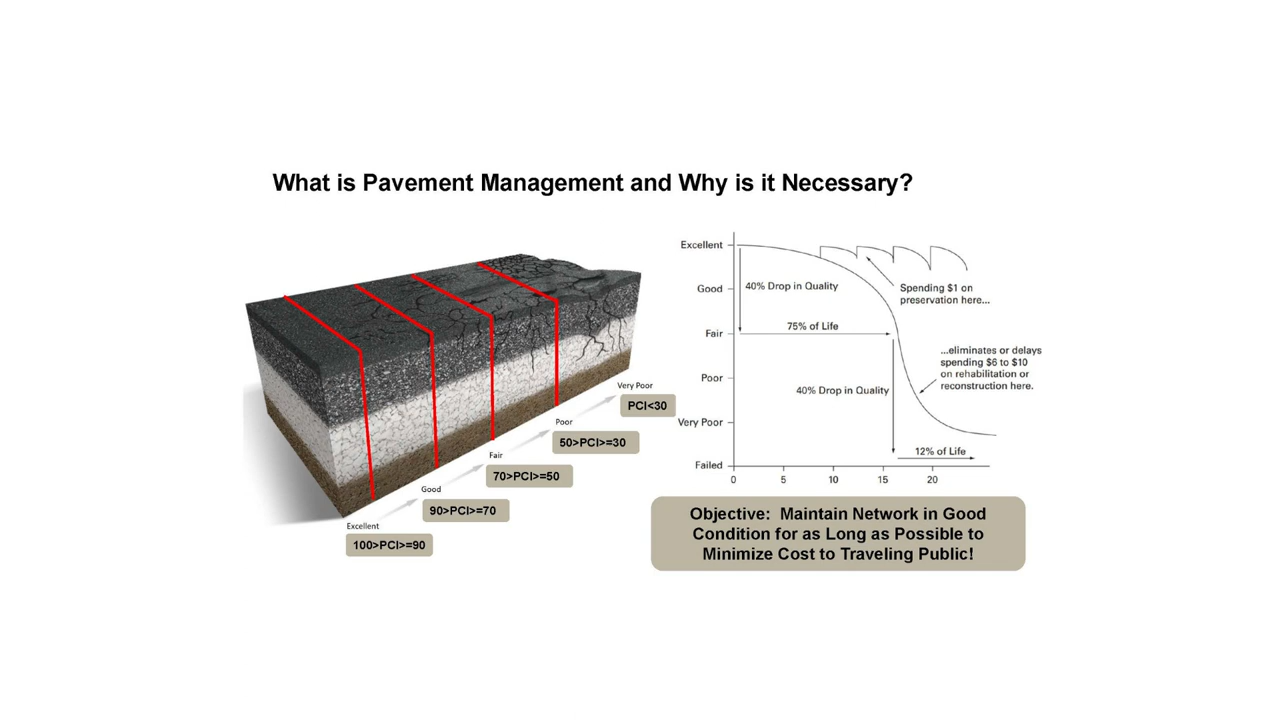 What is Pavement Management and Why is it Necessary?
Very Poor
PCI<30
Poor
50>PCI>=30
Fair
70>PCI>=50
Good
90>PCI>=70
Excellent
100>PCI>=90
Excellent
Good
Fair
Poor
Very Poor
Failed
0 5 10 15 20
40% Drop in Quality
75% of Life
40% Drop in Quality
12% of Life
Spending $1 on
preservation here...
...eliminates or delays
spending $6 to $10
on rehabilitation or
reconstruction here.
Objective: Maintain Network in Good
Condition for as Long as Possible to
Minimize Cost to Traveling Public!